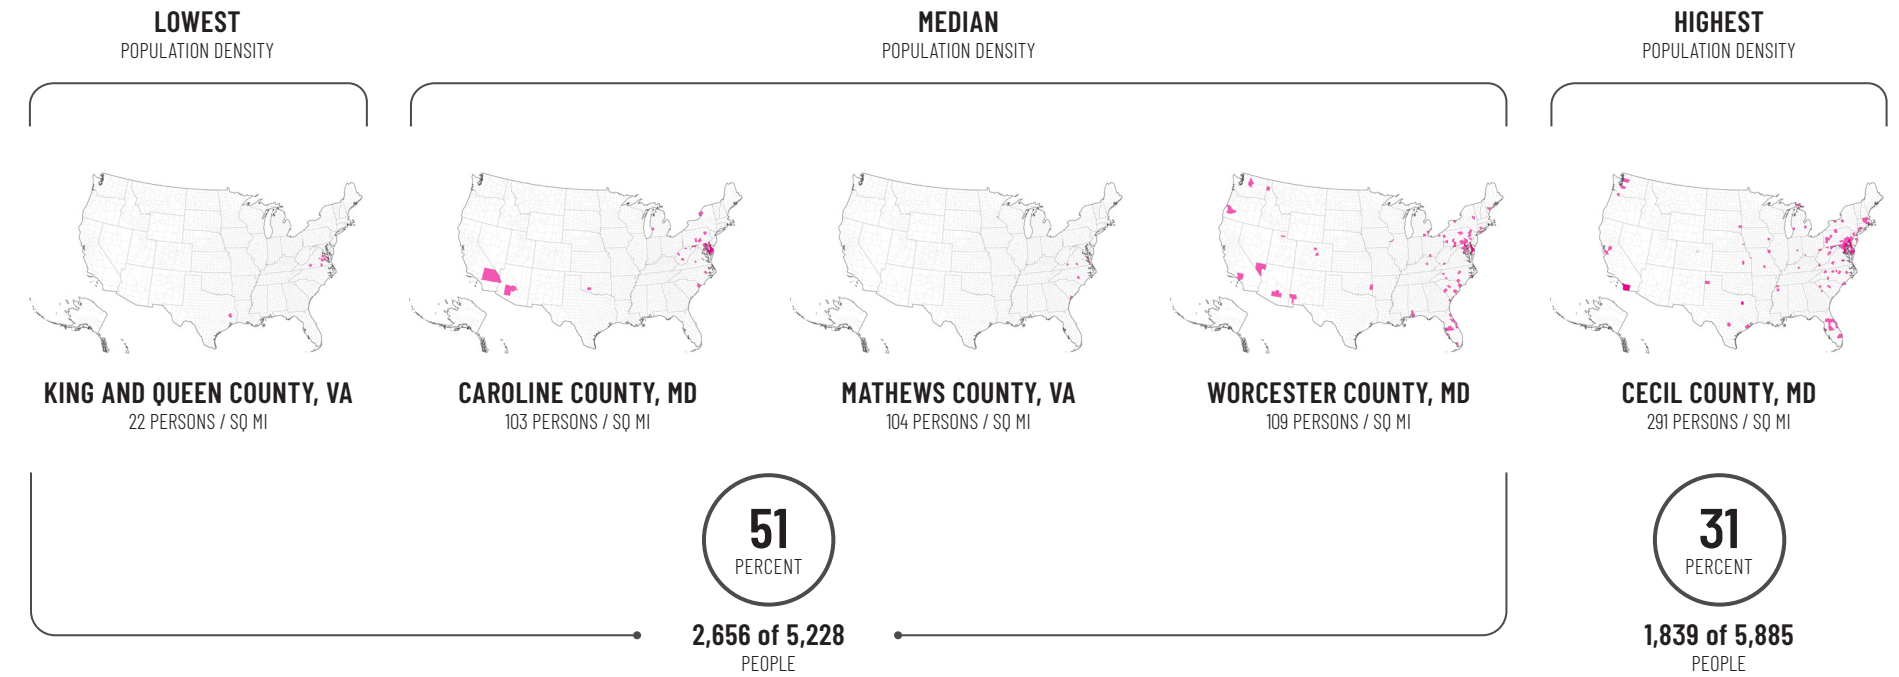 LOWEST
POPULATION DENSITY
MEDIAN
POPULATION DENSITY
HIGHEST
POPULATION DENSITY
KING AND QUEEN COUNTY, VA
22 PERSONS / SQ MI
CAROLINE COUNTY, MD
103 PERSONS / SQ MI
MATHEWS COUNTY, VA
104 PERSONS / SQ MI
WORCESTER COUNTY, MD
109 PERSONS / SQ MI
CECIL COUNTY, MD
291 PERSONS / SQ MI
51
PERCENT
2,656 of 5,228
PEOPLE
31
PERCENT
1,839 of 5,885
PEOPLE